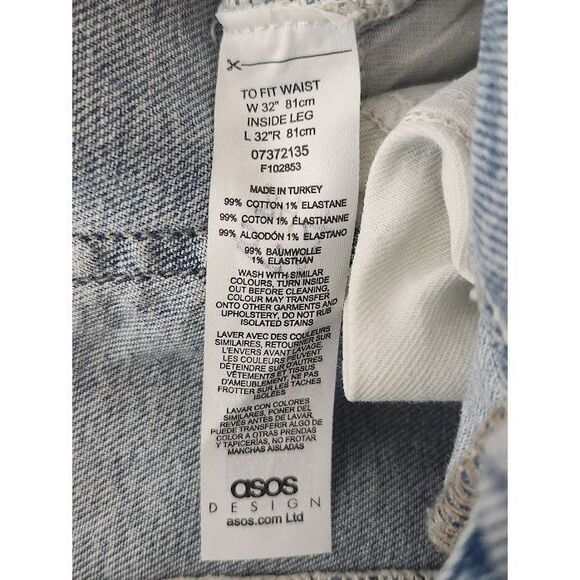 TO FIT WAIST
W 32" 81cm
INSIDE LEG
L 32"R 81cm
07372135
F102853
MADE IN TURKEY
99% COTTON 1% ELASTANE
99% COTON 1% ÉLASTHANNE
99% ALGODÓN 1% ELASTANO
99% BAUMWOLLE
1% ELASTHAN
WASH WITH SIMILAR
COLOURS, TURN INSIDE
OUT BEFORE CLEANING,
COLOUR MAY TRANSFER
ONTO OTHER GARMENTS AND
UPHOLSTERY, DO NOT RUB
ISOLATED STAINS
LAVER AVEC DES COULEURS
SIMILAIRES, RETOURNER SUR
L'ENVERS AVANT LAVAGE,
LES COULEURS PEUVENT
DÉTEINDRE SUR D'AUTRES
VÊTEMENTS ET TISSUS
D'AMEUBLEMENT, NE PAS
FROTTER SUR LES TACHES
ISOLÉES
LAVAR CON COLORES
SIMILARES, PONER DEL
REVÉS ANTES DE LAVAR,
PUEDE TRANSFERIR ALGO DE
COLOR A OTRAS PRENDAS
Y TAPICERÍAS, NO FROTAR
MANCHAS AISLADAS
asos
DESIGN
asos.com Ltd